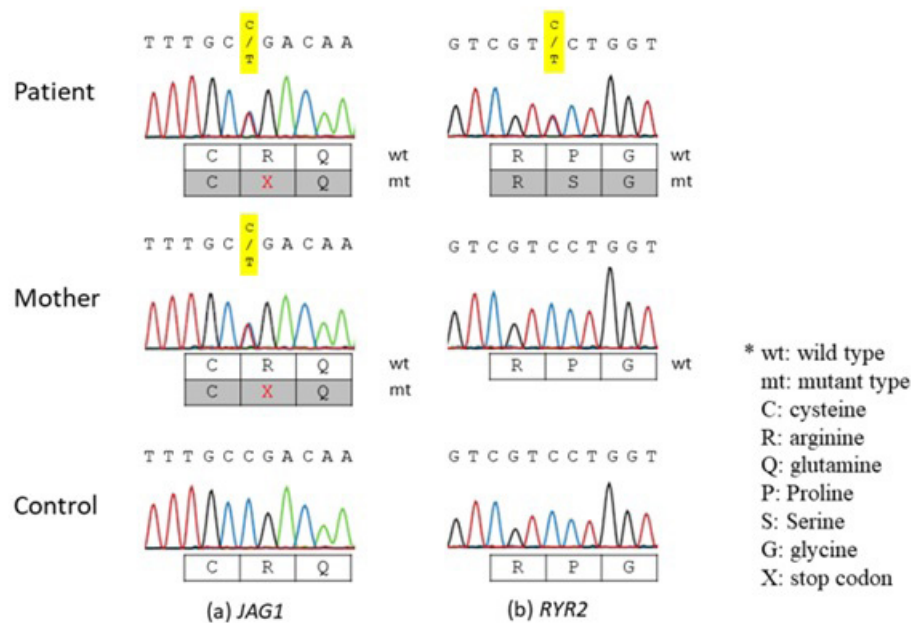 T T T G C C/T G A C A A
G T C G T C/T C T G G T
Patient
C R Q wt
C X Q mt
R P G wt
R S G mt
T T T G C C/T G A C A A
G T C G T C C T G G T
Mother
C R Q wt
C X Q mt
R P G wt
* wt: wild type
mt: mutant type
C: cysteine
R: arginine
Q: glutamine
P: Proline
S: Serine
G: glycine
X: stop codon
T T T G C C G A C A A
G T C G T C C T G G T
Control
C R Q
R P G
(a) JAG1
(b) RYR2